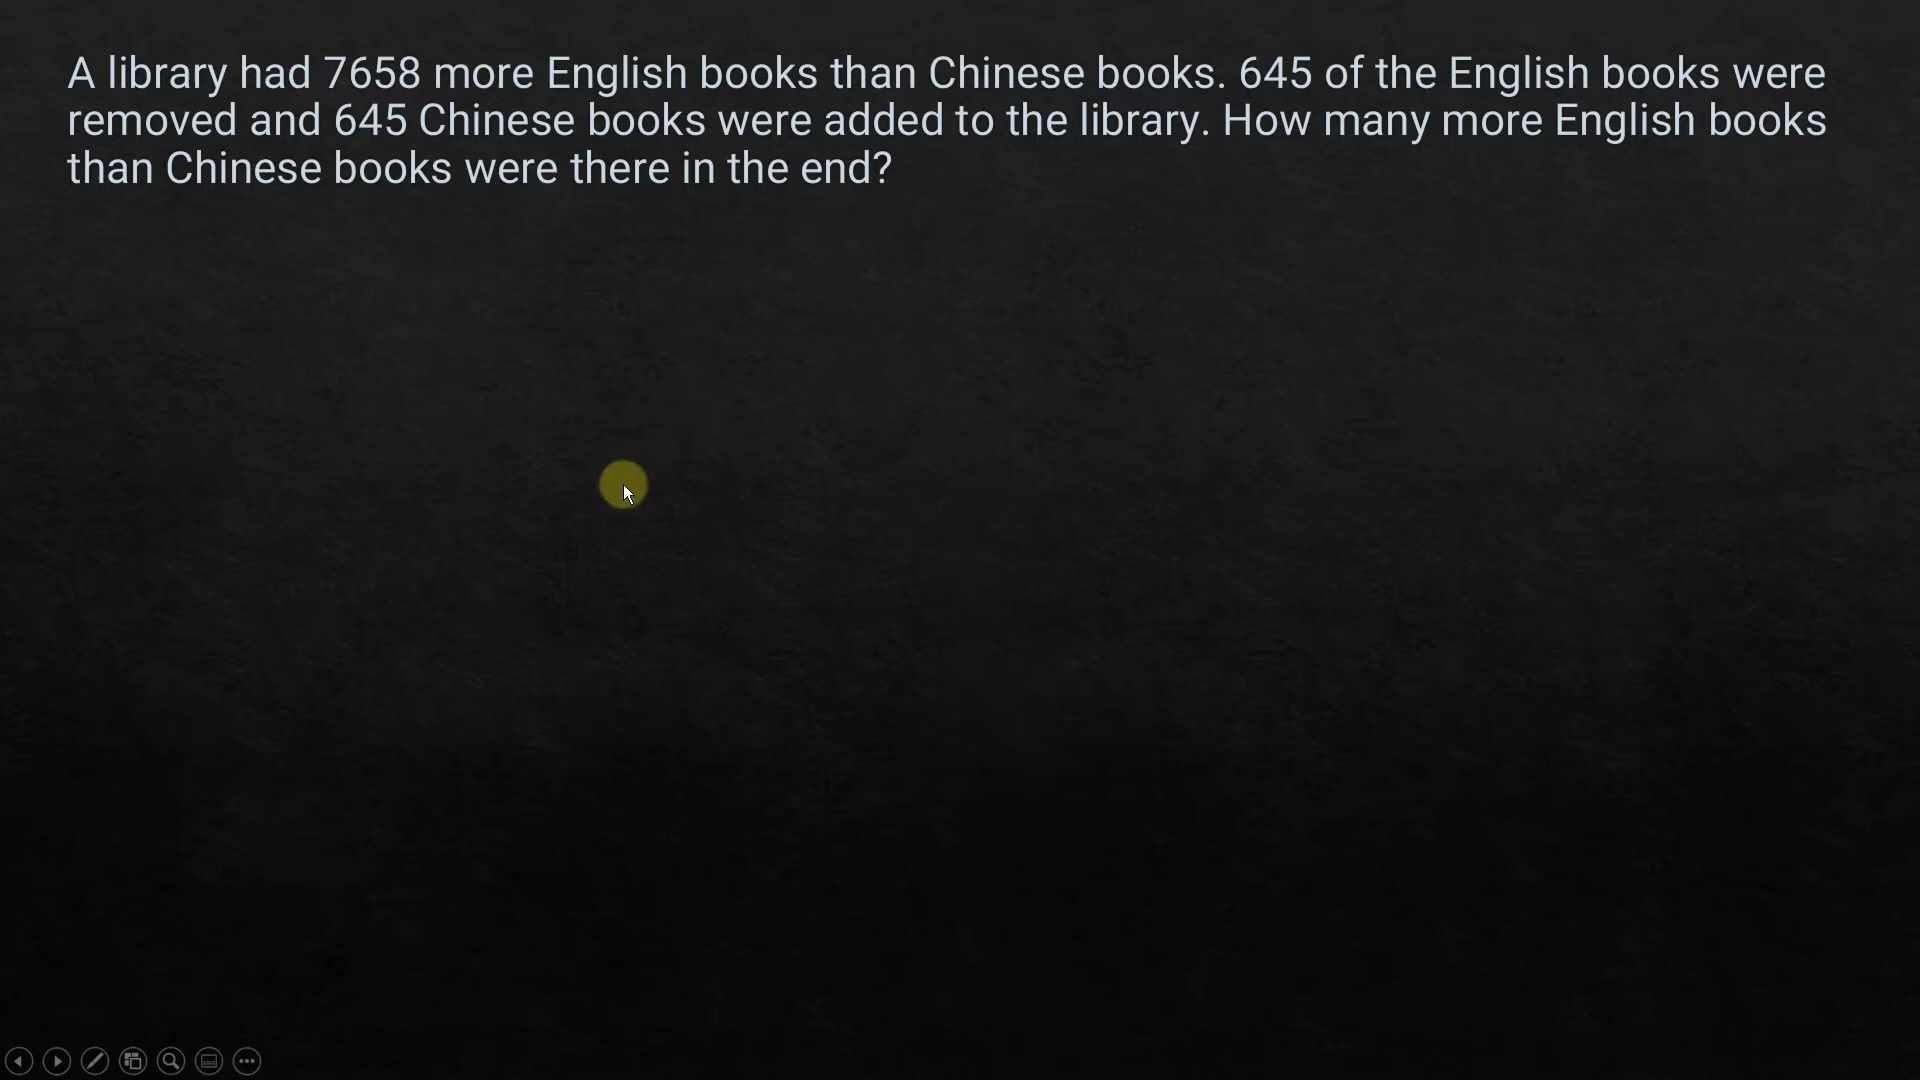 A library had 7658 more English books than Chinese books. 645 of the English books were
removed and 645 Chinese books were added to the library. How many more English books
than Chinese books were there in the end?